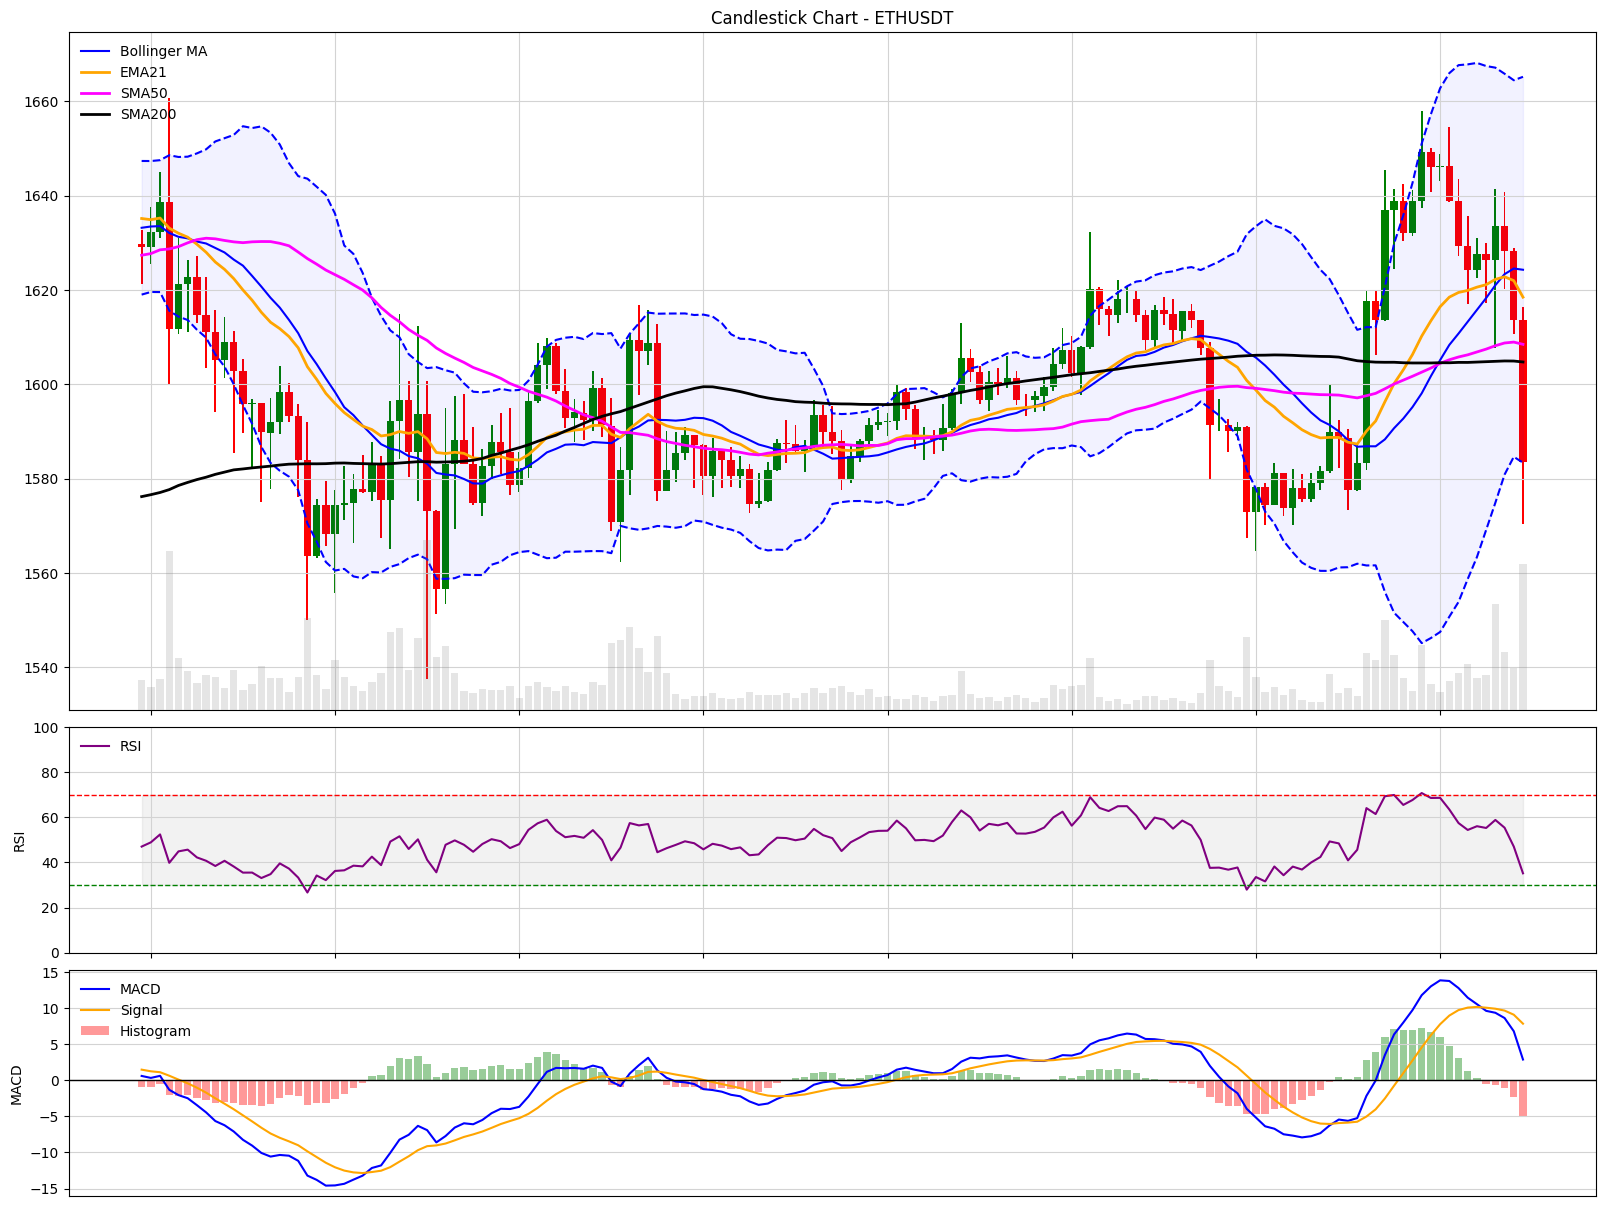 Candlestick Chart - ETHUSDT
Bollinger MA
EMA21
SMA50
SMA200
1660
1640
1620
1600
1580
1560
1540
RSI
100
80
60
40
20
0
RSI
MACD
Signal
Histogram
15
10
5
0
−5
−10
−15
MACD